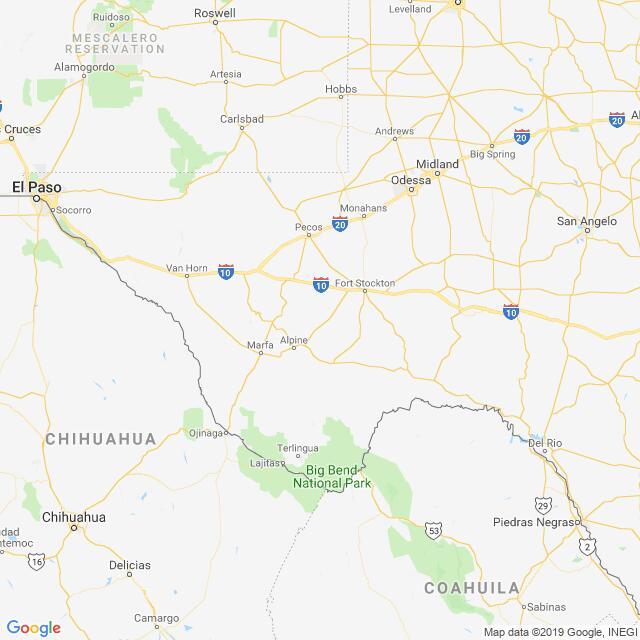 Levelland
Ruidoso
Roswell
MESCALERO
RESERVATION
Alamogordo
Artesia
Hobbs
Carlsbad
Andrews
20
20
Big Spring
Midland
Odessa
El Paso
Socorro
Monahans
San Angelo
Pecos
20
Van Horn
10
10
Fort Stockton
10
Marfa
Alpine
Ojinaga
CHIHUAHUA
Del Rio
Terlingua
Lajitas
Big Bend
National Park
29
Chihuahua
Piedras Negras
53
2
16
Delicias
COAHUILA
Camargo
Sabinas
Google
Map data ©2019 Google, INEGI